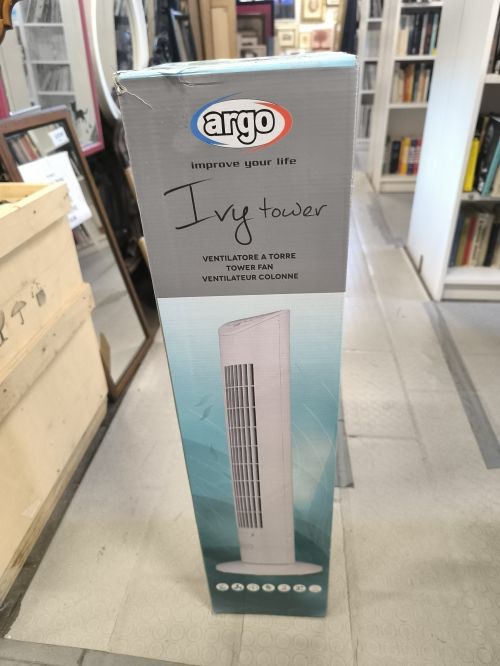 argo
improve your life
Ivy tower
VENTILATORE A TORRE
TOWER FAN
VENTILATEUR COLONNE